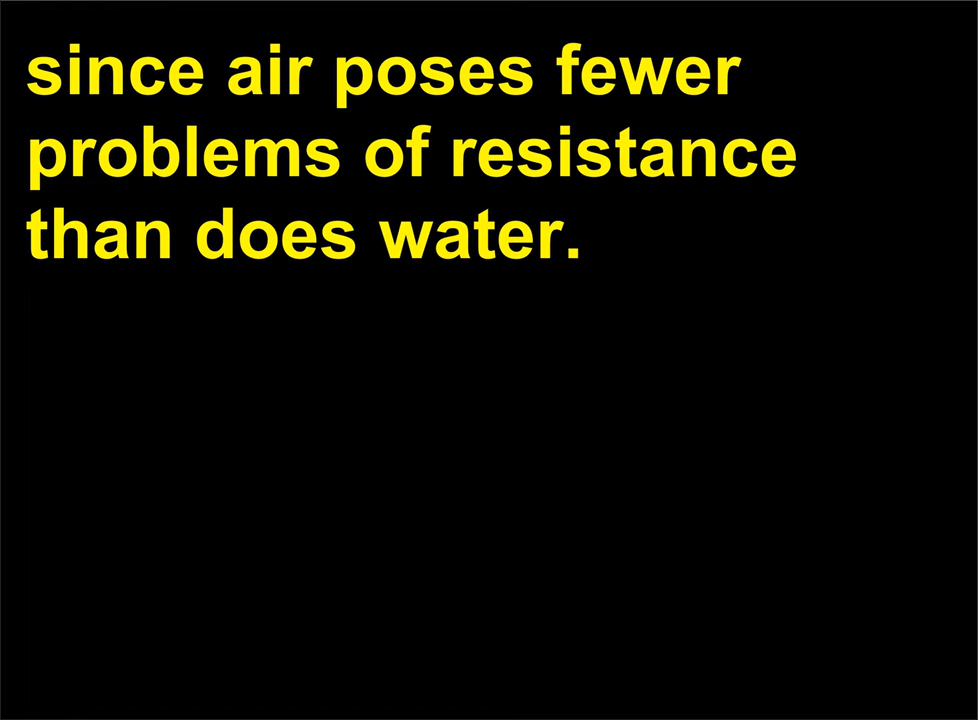 since air poses fewer
problems of resistance
than does water.